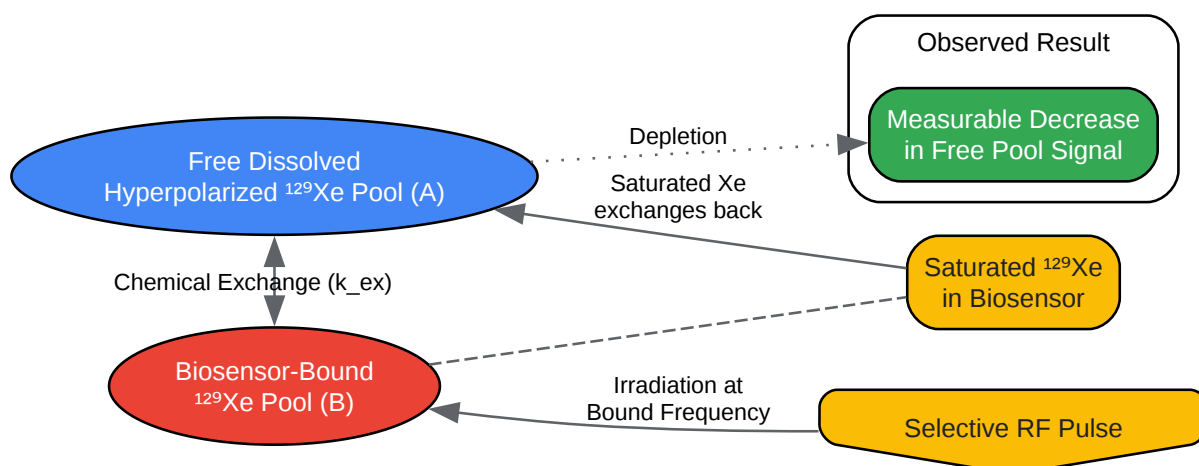 Observed Result
Measurable Decrease
in Free Pool Signal
Depletion
Free Dissolved
Hyperpolarized ¹²⁹Xe Pool (A)
Saturated Xe
exchanges back
Saturated ¹²⁹Xe
in Biosensor
Chemical Exchange (k_ex)
Biosensor-Bound
¹²⁹Xe Pool (B)
Irradiation at
Bound Frequency
Selective RF Pulse